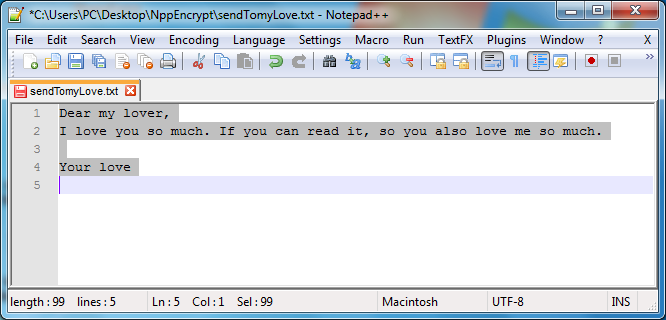 *C:\Users\PC\Desktop\NppEncrypt\sendTomyLove.txt - Notepad++
File Edit Search View Encoding Language Settings Macro Run TextFX Plugins Window ? X
sendTomyLove.txt
1 Dear my lover,
2 I love you so much. If you can read it, so you also love me so much.
3
4 Your love
5
length : 99 lines : 5 Ln : 5 Col : 1 Sel : 99 Macintosh UTF-8 INS